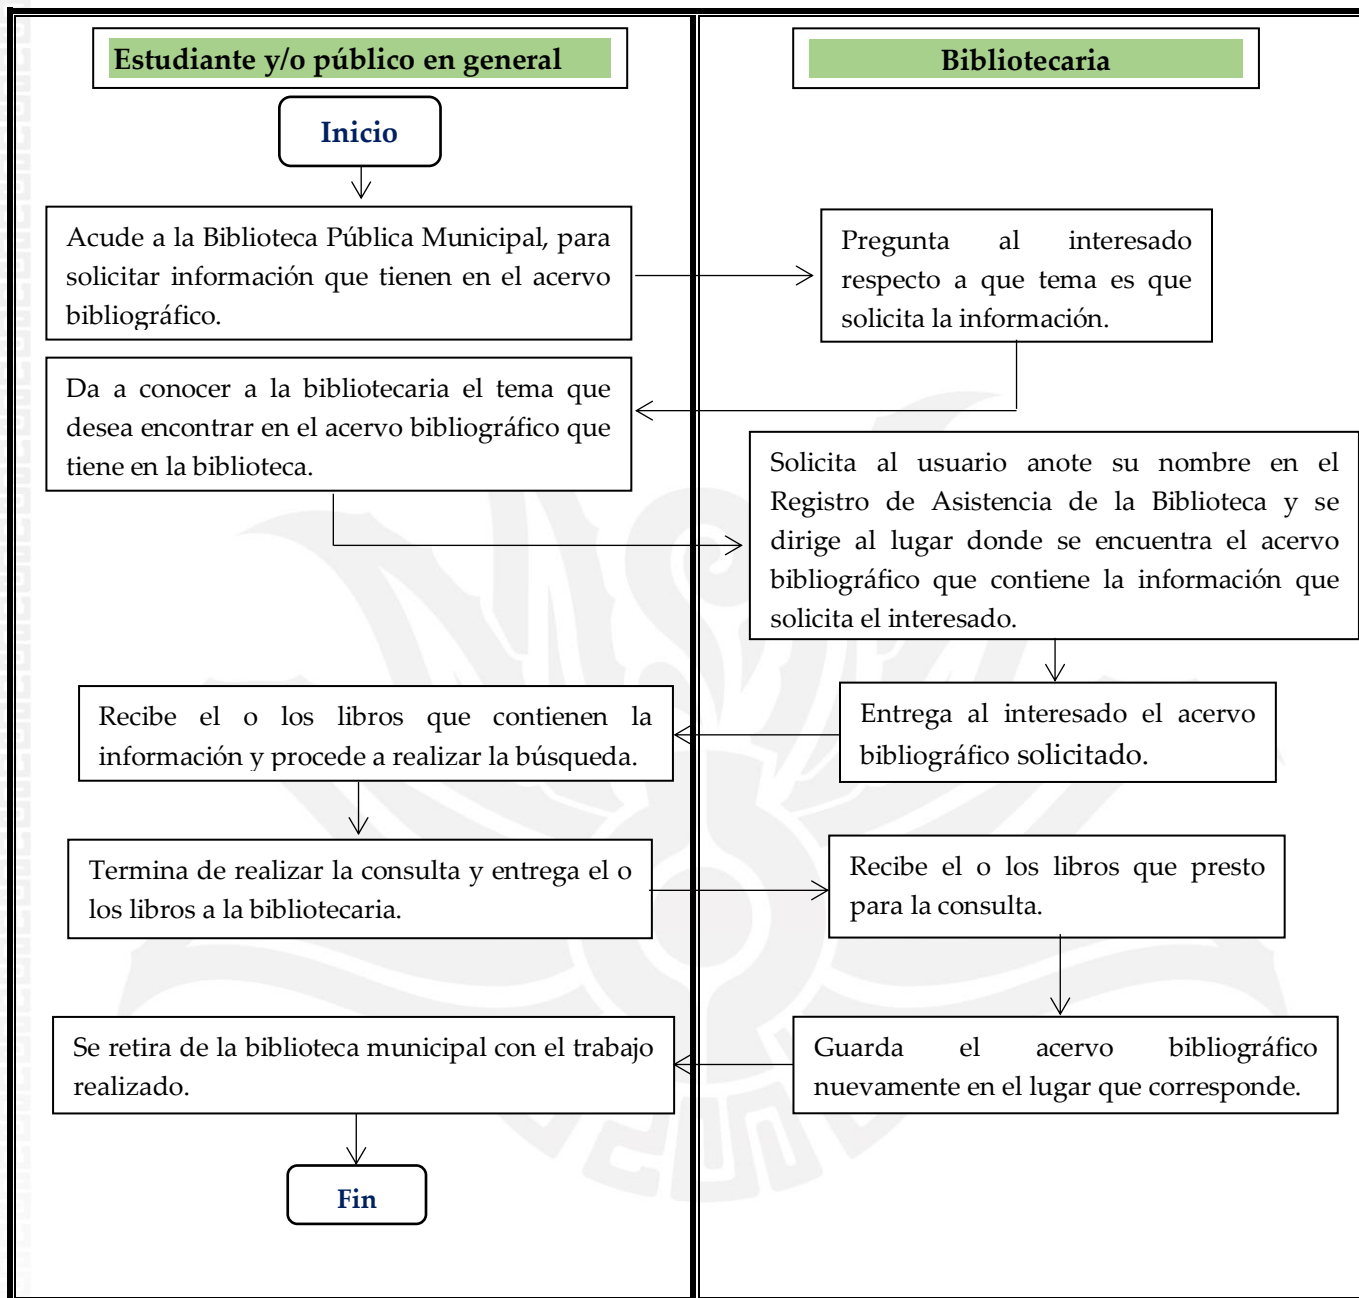 Estudiante y/o público en general
Bibliotecaria
Inicio
Acude a la Biblioteca Pública Municipal, para
solicitar información que tienen en el acervo
bibliográfico.
Pregunta al interesado
respecto a que tema es que
solicita la información.
Da a conocer a la bibliotecaria el tema que
desea encontrar en el acervo bibliográfico que
tiene en la biblioteca.
Solicita al usuario anote su nombre en el
Registro de Asistencia de la Biblioteca y se
dirige al lugar donde se encuentra el acervo
bibliográfico que contiene la información que
solicita el interesado.
Entrega al interesado el acervo
bibliográfico solicitado.
Recibe el o los libros que contienen la
información y procede a realizar la búsqueda.
Termina de realizar la consulta y entrega el o
los libros a la bibliotecaria.
Recibe el o los libros que presto
para la consulta.
Guarda el acervo bibliográfico
nuevamente en el lugar que corresponde.
Se retira de la biblioteca municipal con el trabajo
realizado.
Fin